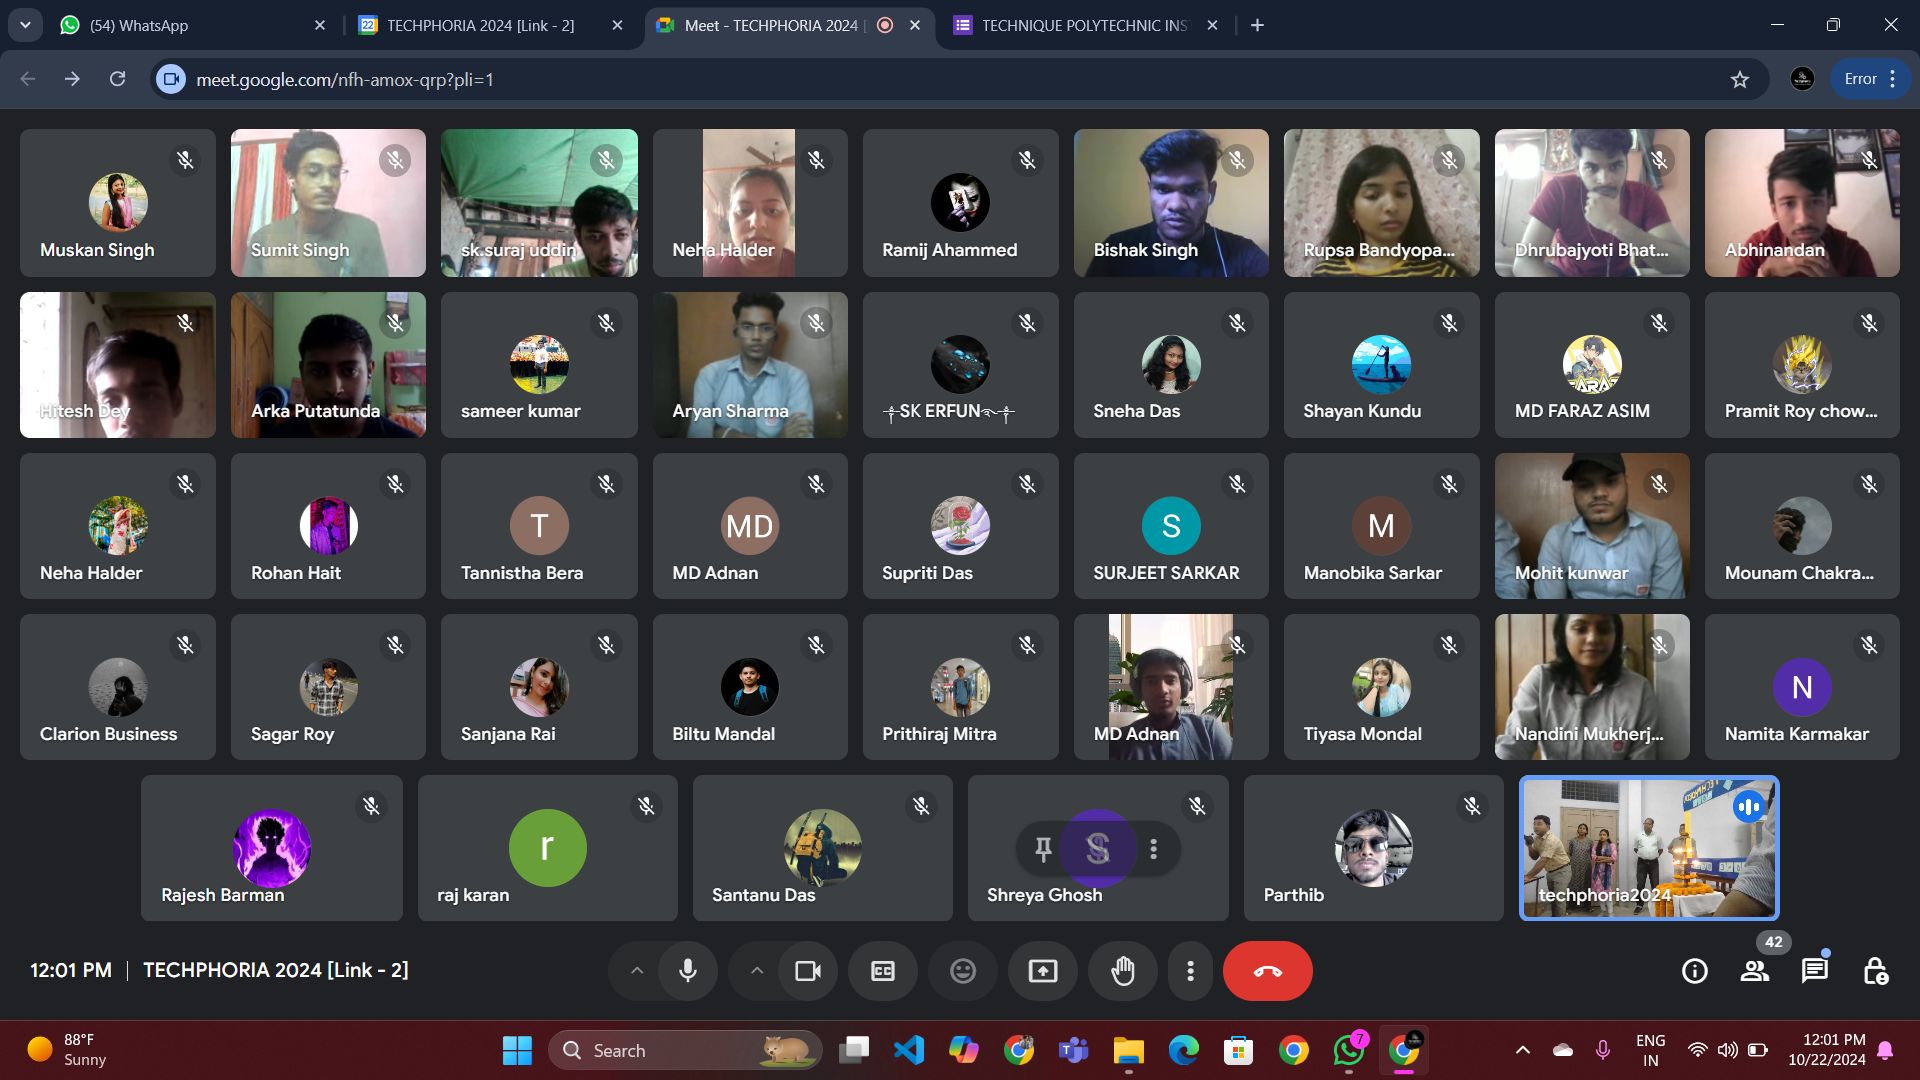 (54) WhatsApp
TECHPHORIA 2024 [Link - 2]
Meet - TECHPHORIA 2024 [
TECHNIQUE POLYTECHNIC INS
meet.google.com/nfh-amox-qrp?pli=1
Error
Muskan Singh
Sumit Singh
sk.suraj uddin
Neha Halder
Ramij Ahammed
Bishak Singh
Rupsa Bandyopa...
Dhrubajyoti Bhat...
Abhinandan
Hitesh Dey
Arka Putatunda
sameer kumar
Aryan Sharma
SK ERFUN
Sneha Das
Shayan Kundu
MD FARAZ ASIM
Pramit Roy chow...
T
MD
S
M
Neha Halder
Rohan Hait
Tannistha Bera
MD Adnan
Supriti Das
SURJEET SARKAR
Manobika Sarkar
Mohit kunwar
Mounam Chakra...
N
Clarion Business
Sagar Roy
Sanjana Rai
Biltu Mandal
Prithiraj Mitra
MD Adnan
Tiyasa Mondal
Nandini Mukherj...
Namita Karmakar
r
S
Rajesh Barman
raj karan
Santanu Das
Shreya Ghosh
Parthib
techphoria2024
42
12:01 PM | TECHPHORIA 2024 [Link - 2]
CC
88°F
Sunny
Search
7
ENG
IN
12:01 PM
10/22/2024